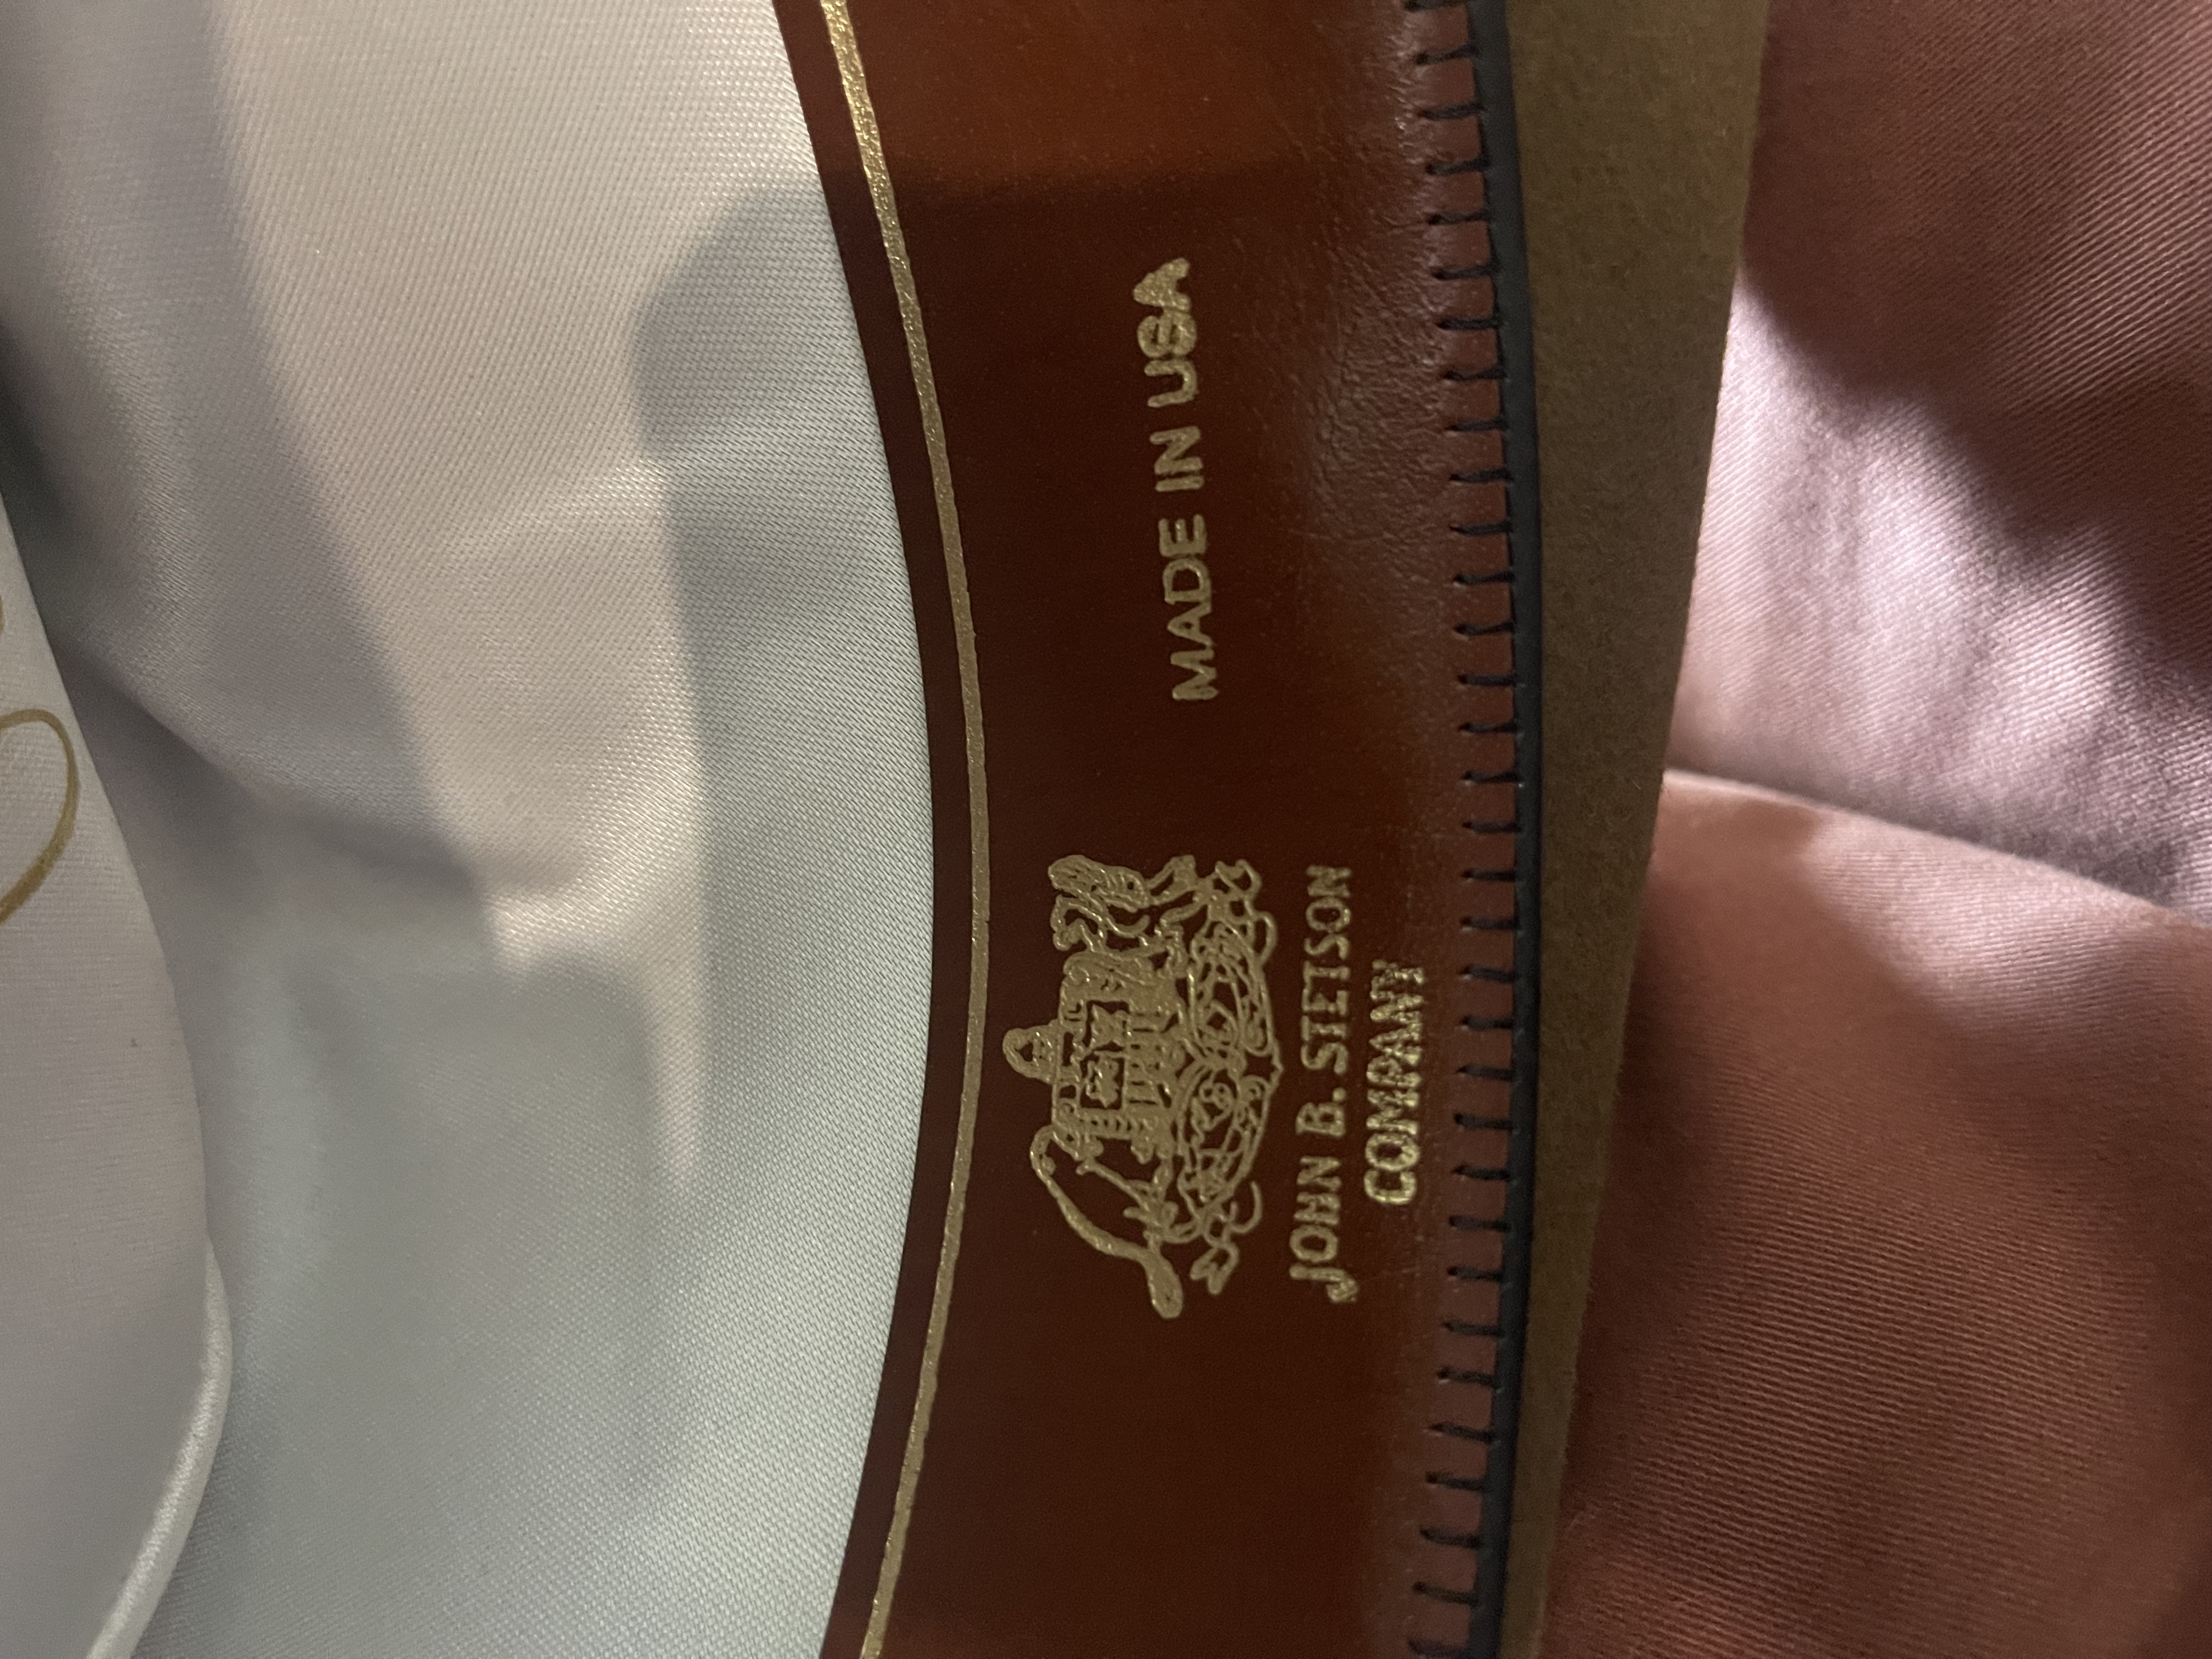 JOHN B. STETSON
COMPANY
MADE IN USA